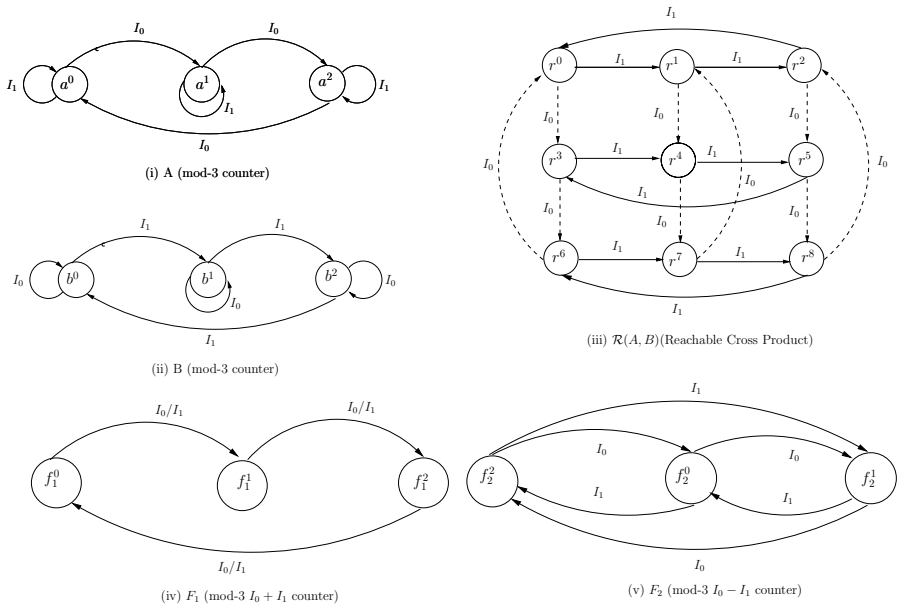 I₀
I₀
I₁
a⁰
a¹
a²
I₁
I₁
I₀
(i) A (mod-3 counter)
I₁
I₁
I₀
b⁰
b¹
b²
I₀
I₀
I₁
(ii) B (mod-3 counter)
I₁
r⁰
I₁
r¹
I₁
r²
I₀
I₀
I₀
I₀
I₀
r³
I₁
r⁴
I₁
r⁵
I₁
I₀
I₀
I₀
I₀
r⁶
I₁
r⁷
I₁
r⁸
I₁
(iii) R(A, B)(Reachable Cross Product)
I₀/I₁
I₀/I₁
f₁⁰
f₁¹
f₁²
I₀/I₁
(iv) F₁ (mod-3 I₀ + I₁ counter)
I₁
I₀
I₀
f₂²
f₂⁰
f₂¹
I₁
I₁
I₀
(v) F₂ (mod-3 I₀ − I₁ counter)